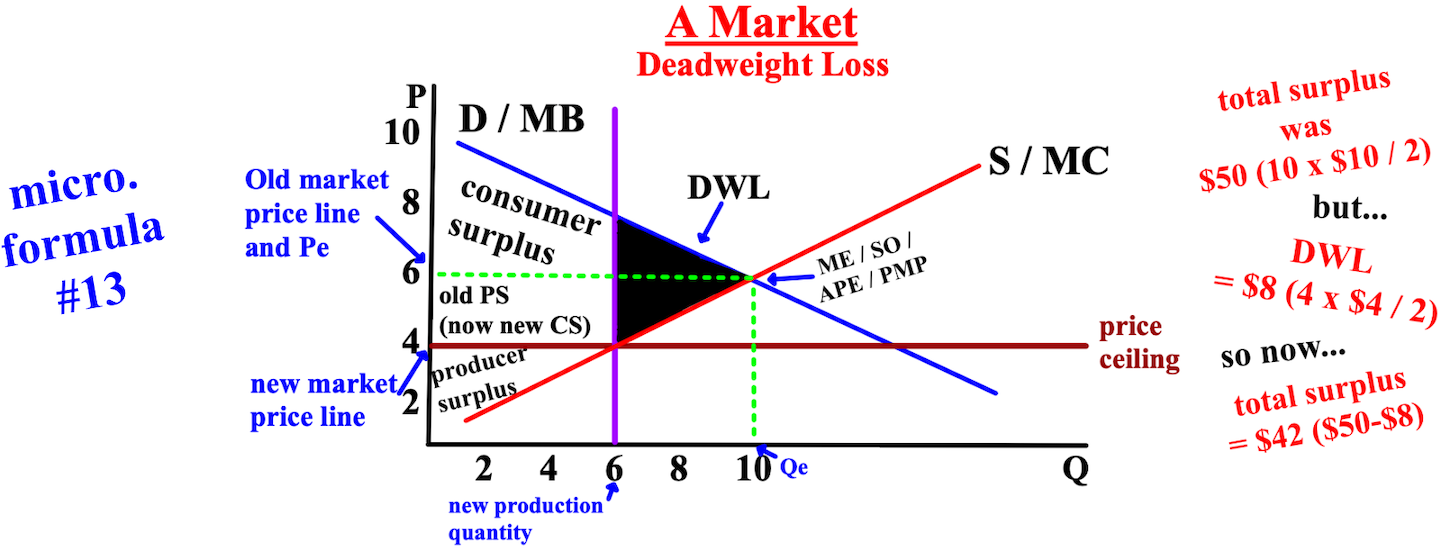 A Market
Deadweight Loss
micro.
formula
#13
Old market
price line
and Pe
new market
price line
P
10
8
6
4
2
D / MB
consumer
surplus
old PS
(now new CS)
producer
surplus
DWL
S / MC
ME / SO /
APE / PMP
price
ceiling
2 4 6 8 10 Q
Qe
new production
quantity
total surplus
was
$50 (10 x $10 / 2)
but...
DWL
= $8 (4 x $4 / 2)
so now...
total surplus
= $42 ($50-$8)